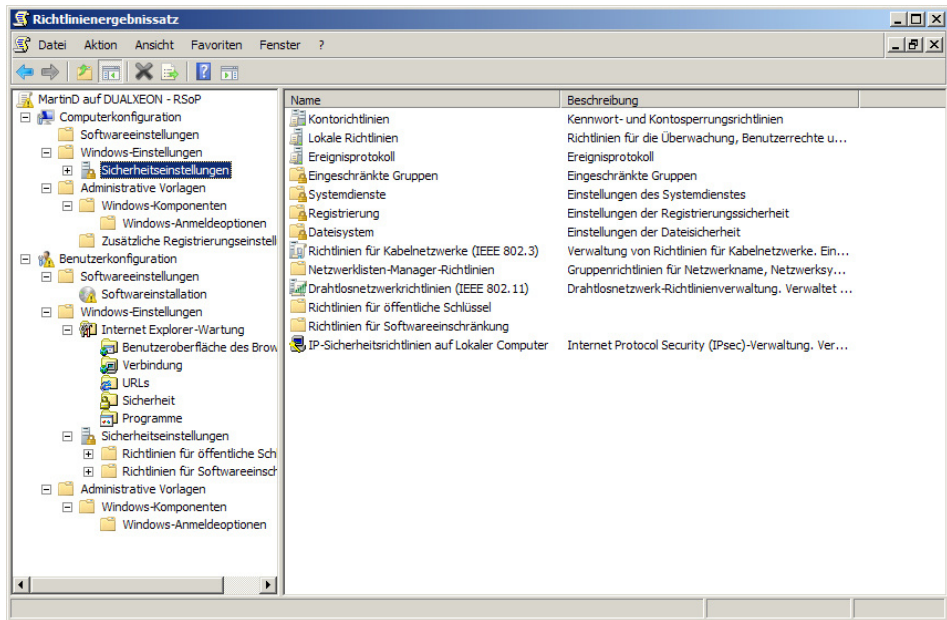 Richtlinienergebnissatz
Datei Aktion Ansicht Favoriten Fenster ?
MartinD auf DUALXEON - RSoP
Computerkonfiguration
Softwareeinstellungen
Windows-Einstellungen
Sicherheitseinstellungen
Administrative Vorlagen
Windows-Komponenten
Windows-Anmeldeoptionen
Zusätzliche Registrierungseinstell
Benutzerkonfiguration
Softwareeinstellungen
Softwareinstallation
Windows-Einstellungen
Internet Explorer-Wartung
Benutzeroberfläche des Brow
Verbindung
URLs
Sicherheit
Programme
Sicherheitseinstellungen
Richtlinien für öffentliche Sch
Richtlinien für Softwareeinsch
Administrative Vorlagen
Windows-Komponenten
Windows-Anmeldeoptionen
Name Beschreibung
Kontorichtlinien Kennwort- und Kontosperrungsrichtlinien
Lokale Richtlinien Richtlinien für die Überwachung, Benutzerrechte u...
Ereignisprotokoll Ereignisprotokoll
Eingeschränkte Gruppen Eingeschränkte Gruppen
Systemdienste Einstellungen des Systemdienstes
Registrierung Einstellungen der Registrierungssicherheit
Dateisystem Einstellungen der Dateisicherheit
Richtlinien für Kabelnetzwerke (IEEE 802.3) Verwaltung von Richtlinien für Kabelnetzwerke. Ein...
Netzwerklisten-Manager-Richtlinien Gruppenrichtlinien für Netzwerkname, Netzwerksy...
Drahtlosnetzwerkrichtlinien (IEEE 802.11) Drahtlosnetzwerk-Richtlinienverwaltung. Verwaltet ...
Richtlinien für öffentliche Schlüssel
Richtlinien für Softwareeinschränkung
IP-Sicherheitsrichtlinien auf Lokaler Computer Internet Protocol Security (IPsec)-Verwaltung. Ver...